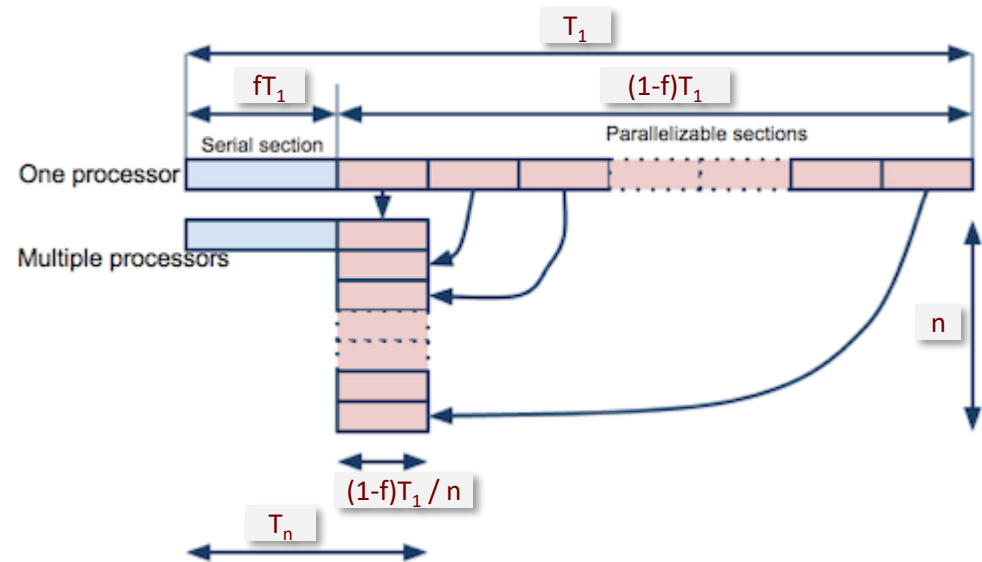 T₁
fT₁
(1-f)T₁
Serial section
Parallelizable sections
One processor
Multiple processors
n
(1-f)T₁ / n
Tₙ